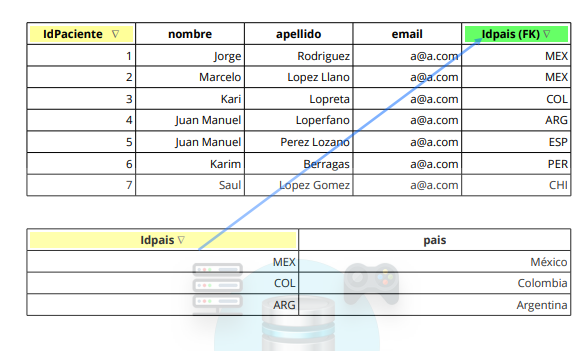 IdPaciente nombre apellido email Idpais (FK)
1 Jorge Rodriguez a@a.com MEX
2 Marcelo Lopez Llano a@a.com MEX
3 Kari Lopreta a@a.com COL
4 Juan Manuel Loperfano a@a.com ARG
5 Juan Manuel Perez Lozano a@a.com ESP
6 Karim Berragas a@a.com PER
7 Saul Lopez Gomez a@a.com CHI
Idpais pais
MEX México
COL Colombia
ARG Argentina